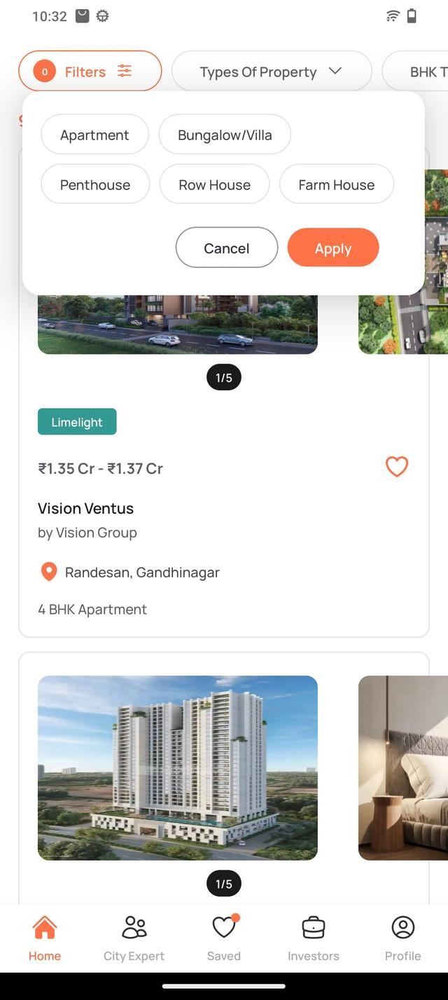 10:32
0 Filters
Types Of Property
BHK T
Apartment
Bungalow/Villa
Penthouse
Row House
Farm House
Cancel
Apply
1/5
Limelight
₹1.35 Cr - ₹1.37 Cr
Vision Ventus
by Vision Group
Randesan, Gandhinagar
4 BHK Apartment
1/5
Home
City Expert
Saved
Investors
Profile